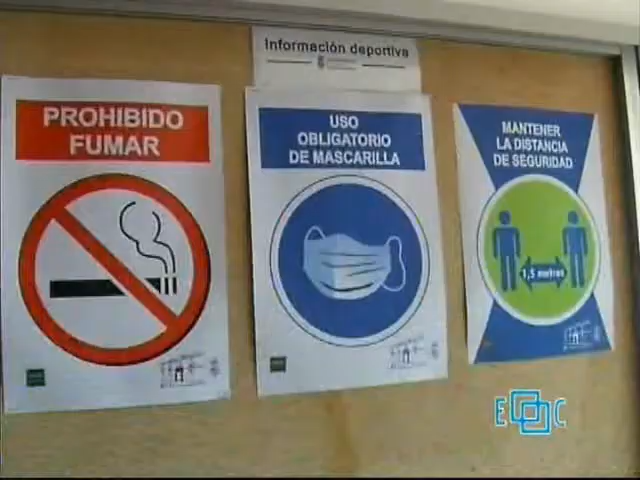 Información deportiva
PROHIBIDO
FUMAR
USO
OBLIGATORIO
DE MASCARILLA
MANTENER
LA DISTANCIA
DE SEGURIDAD
1,5 metros
E C